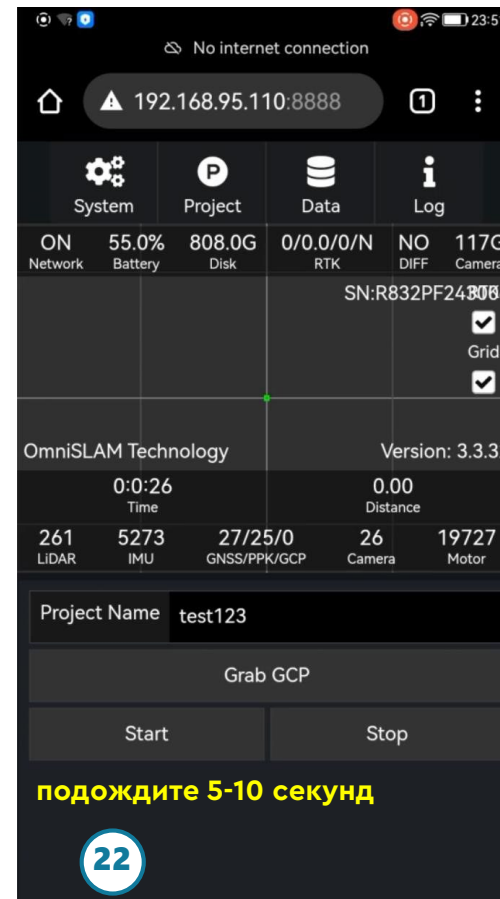 23:5
No internet connection
192.168.95.110:8888
1
System Project Data Log
ON 55.0% 808.0G 0/0.0/0/N NO 117G
Network Battery Disk RTK DIFF Camera
SN:R832PF24306
Grid
OmniSLAM Technology Version: 3.3.3
0:0:26 0.00
Time Distance
261 5273 27/25/0 26 19727
LiDAR IMU GNSS/PPK/GCP Camera Motor
Project Name test123
Grab GCP
Start Stop
подождите 5-10 секунд
22